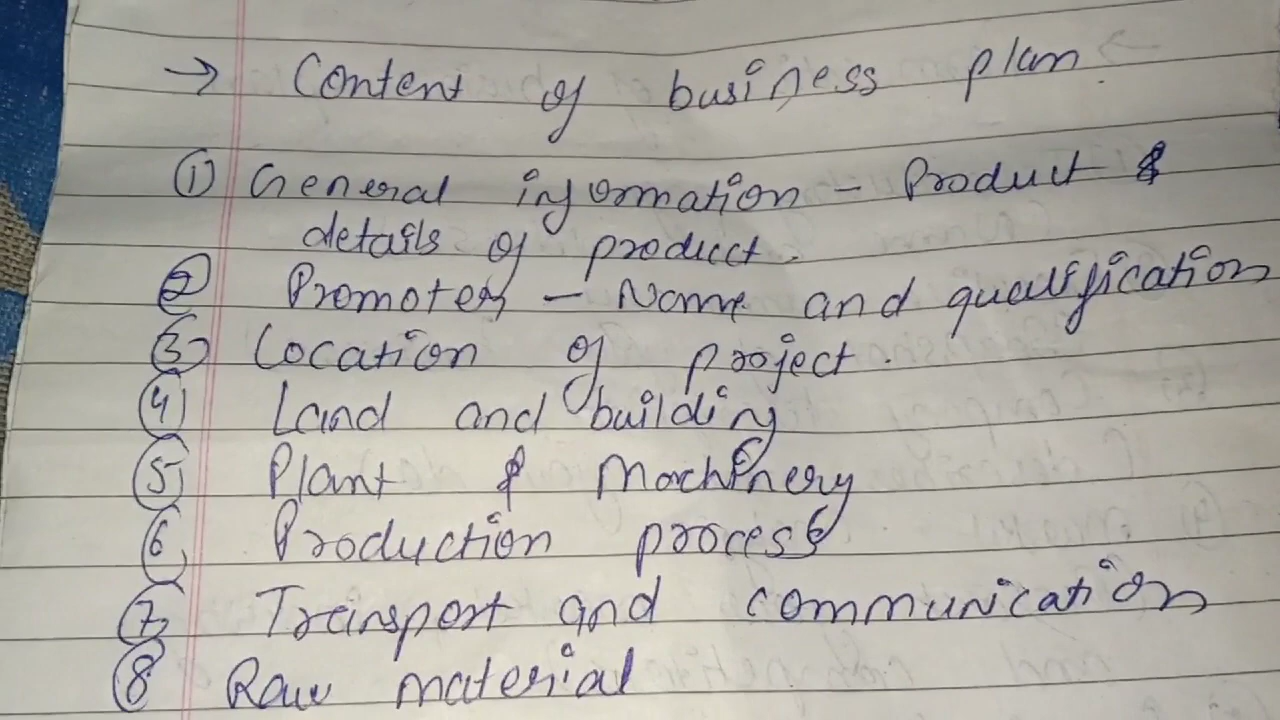 → Content of business plan.
① General information - Product &
details of product.
② Promoters - Name and qualification
③ Location of project.
④ Land and building
⑤ Plant & Machinery
⑥ Production process
⑦ Transport and communication
⑧ Raw material